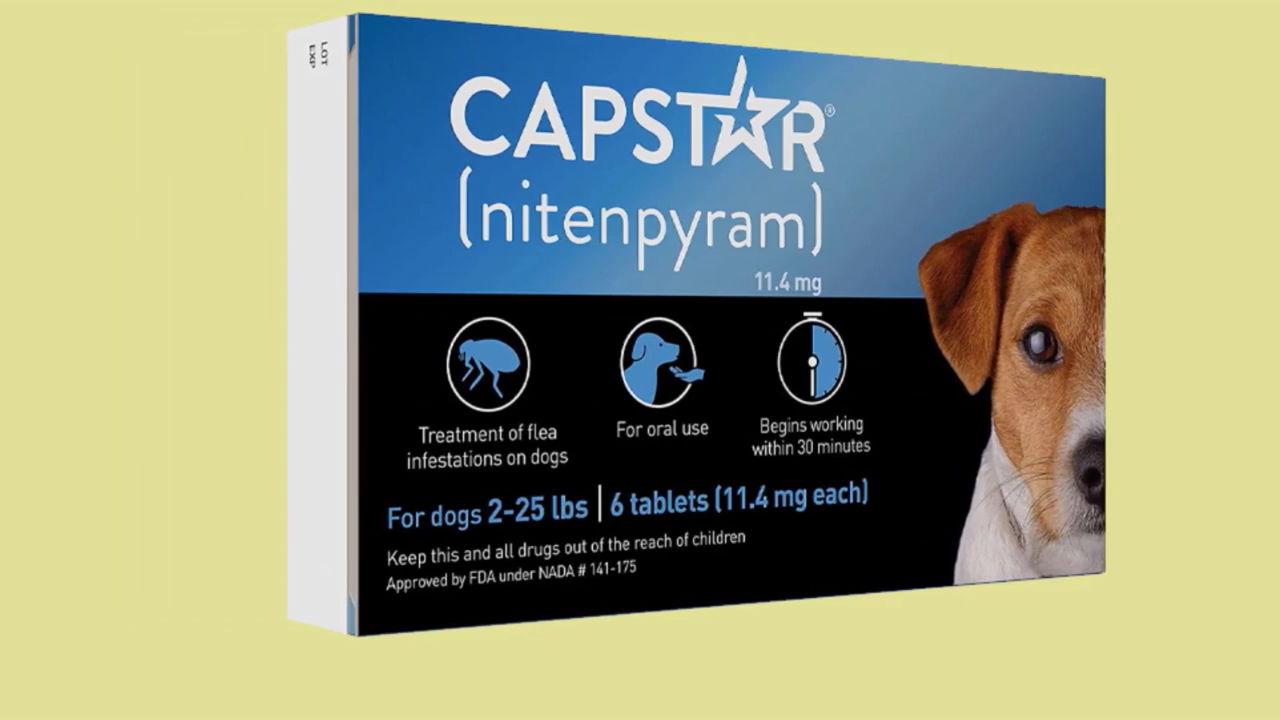 LOT
EXP
CAPSTAR®
(nitenpyram)
11.4 mg
Treatment of flea
infestations on dogs
For oral use
Begins working
within 30 minutes
For dogs 2-25 lbs | 6 tablets (11.4 mg each)
Keep this and all drugs out of the reach of children
Approved by FDA under NADA # 141-175